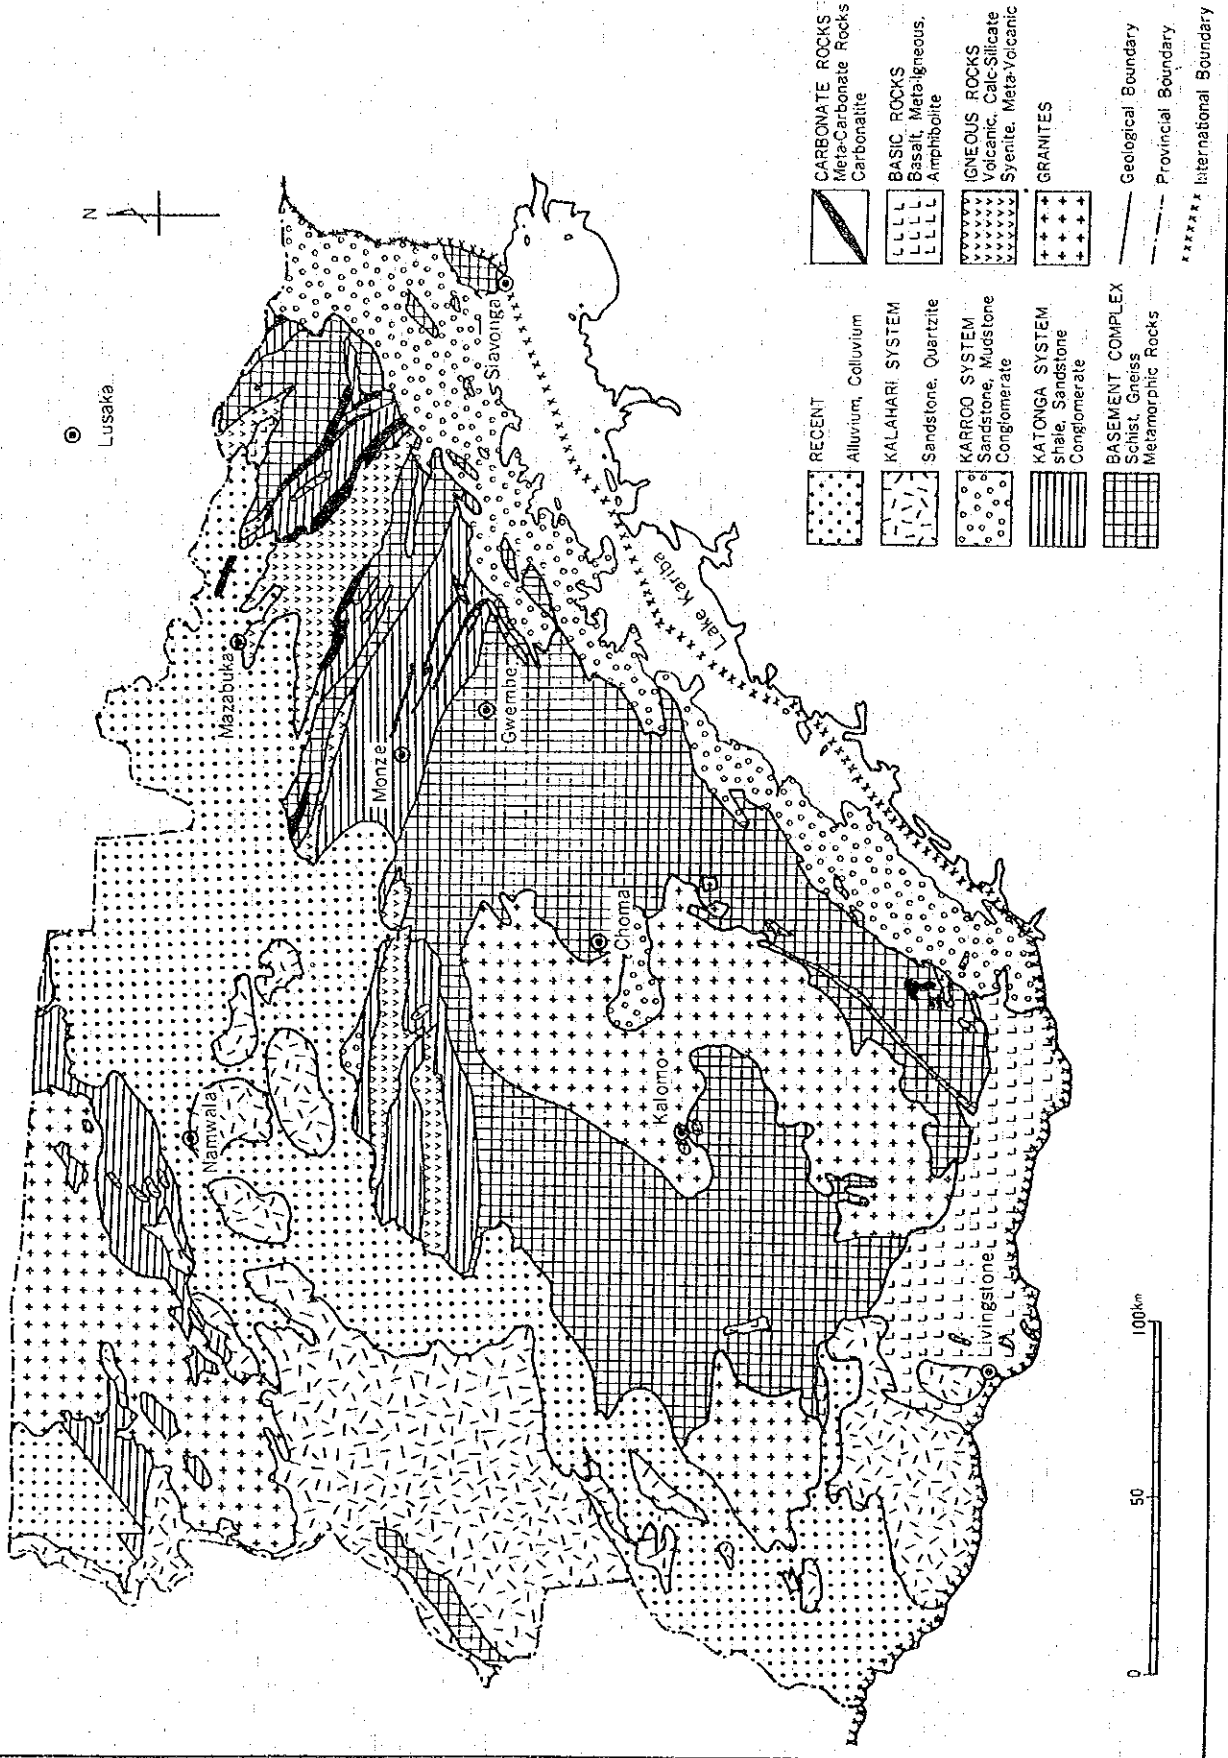 N
Lusaka
Mazabuka
Siavonga
Monze
Gwembe
Namwala
Lake Kariba
Choma
Kalomo
Livingstone
0
50
100km
RECENT
Alluvium, Colluvium
KALAHARI SYSTEM
Sandstone, Quartzite
KARROO SYSTEM
Sandstone, Mudstone
Conglomerate
KATONGA SYSTEM
shale, Sandstone
Conglomerate
BASEMENT COMPLEX
Schist, Gneiss
Metamorphic Rocks
CARBONATE ROCKS
Meta-Carbonate Rocks
Carbonatite
BASIC ROCKS
Basalt, Meta-Igneous,
Amphibolite
IGNEOUS ROCKS
Volcanic, Calc-Silicate
Syenite, Meta-Volcanic
GRANITES
Geological Boundary
Provincial Boundary
International Boundary